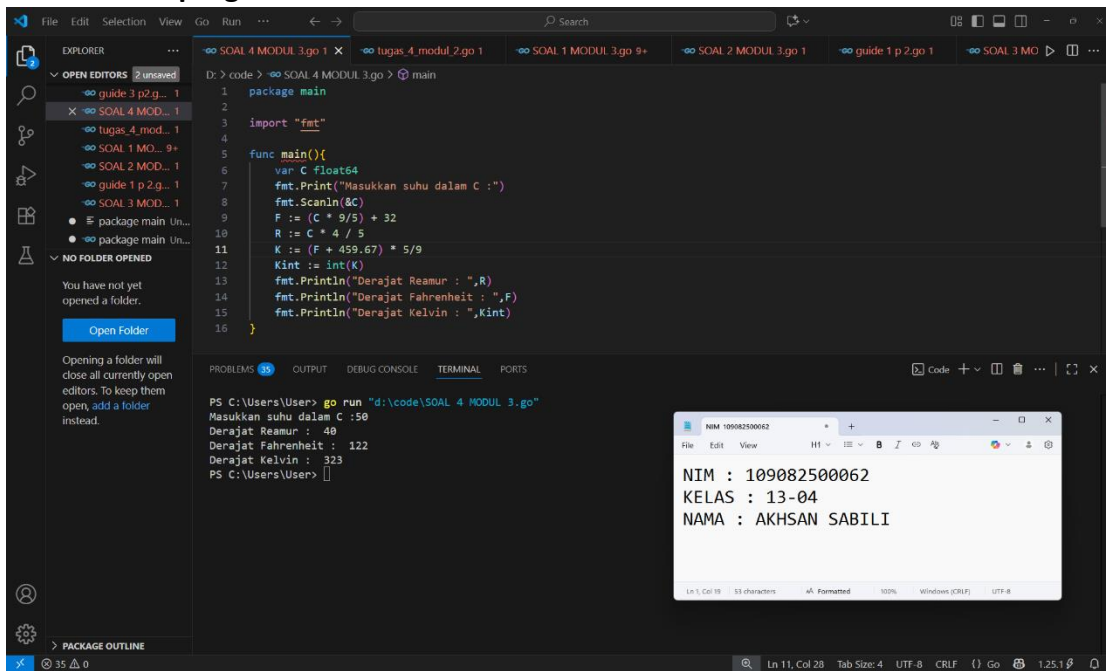 File Edit Selection View Go Run ... Search
EXPLORER ...
OPEN EDITORS 2 unsaved
guide 3 p2.g... 1
SOAL 4 MOD... 1
tugas_4_mod... 1
SOAL 1 MO... 9+
SOAL 2 MOD... 1
guide 1 p 2.g... 1
SOAL 3 MOD... 1
package main Un...
package main Un...
NO FOLDER OPENED
You have not yet
opened a folder.
Open Folder
Opening a folder will
close all currently open
editors. To keep them
open, add a folder
instead.
PACKAGE OUTLINE
SOAL 4 MODUL 3.go 1 tugas_4_modul_2.go 1 SOAL 1 MODUL 3.go 9+ SOAL 2 MODUL 3.go 1 guide 1 p 2.go 1 SOAL 3 MO
D: > code > SOAL 4 MODUL 3.go > main
1 package main
2
3 import "fmt"
4
5 func main(){
6 var C float64
7 fmt.Print("Masukkan suhu dalam C :")
8 fmt.Scanln(&C)
9 F := (C * 9/5) + 32
10 R := C * 4 / 5
11 K := (F + 459.67) * 5/9
12 Kint := int(K)
13 fmt.Println("Derajat Reamur : ",R)
14 fmt.Println("Derajat Fahrenheit : ",F)
15 fmt.Println("Derajat Kelvin : ",Kint)
16 }
PROBLEMS 35 OUTPUT DEBUG CONSOLE TERMINAL PORTS Code
PS C:\Users\User> go run "d:\code\SOAL 4 MODUL 3.go"
Masukkan suhu dalam C :50
Derajat Reamur : 40
Derajat Fahrenheit : 122
Derajat Kelvin : 323
PS C:\Users\User>
NIM 109082500062
File Edit View H1 B I
NIM : 109082500062
KELAS : 13-04
NAMA : AKHSAN SABILI
Ln 1, Col 19 53 characters Formatted 100% Windows (CRLF) UTF-8
35 0 Ln 11, Col 28 Tab Size: 4 UTF-8 CRLF {} Go 1.25.1